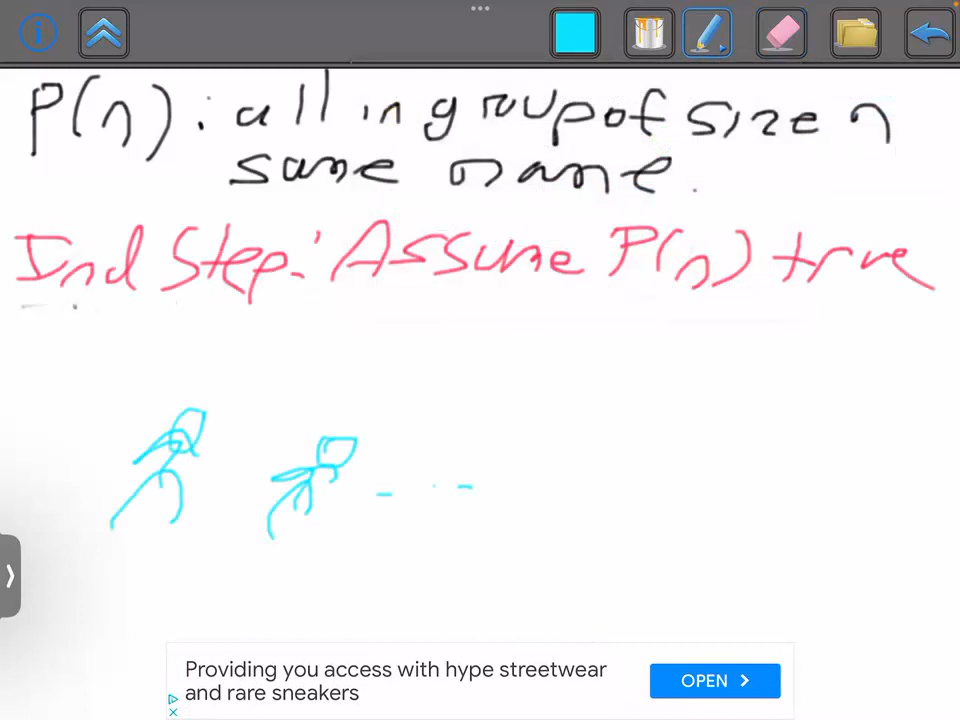 P(n): all in group of size n
same name.
Ind Step: Assume P(n) true
Providing you access with hype streetwear
and rare sneakers
OPEN